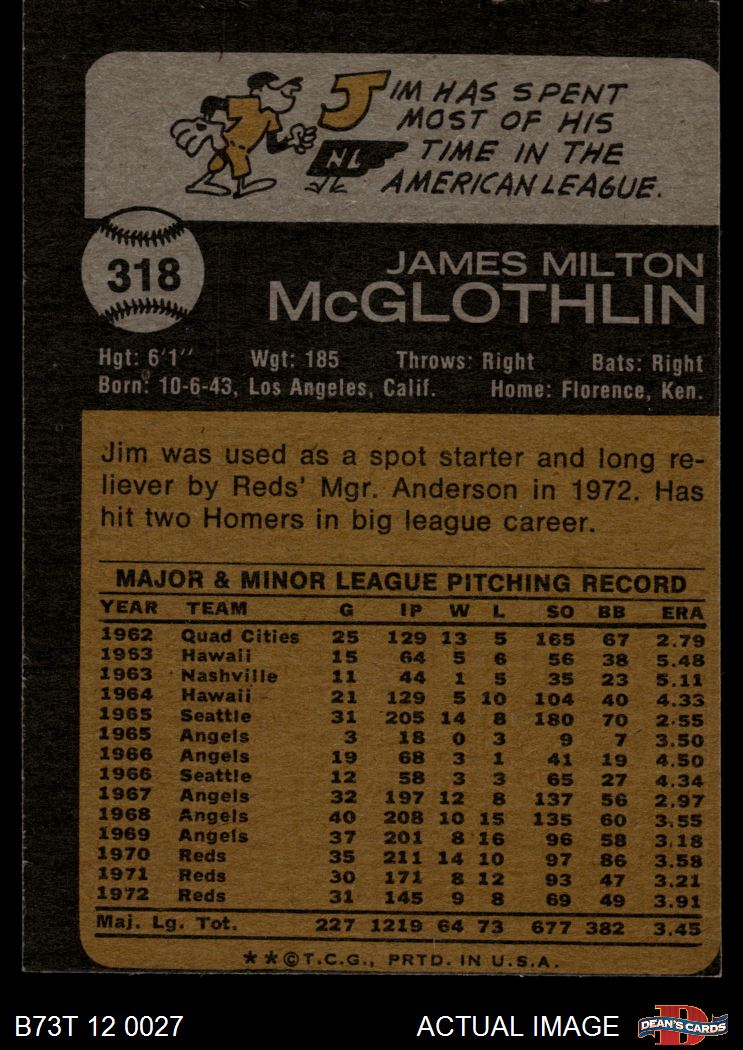 JIM HAS SPENT
MOST OF HIS
TIME IN THE
AMERICAN LEAGUE.
NL
318
JAMES MILTON
McGLOTHLIN
Hgt: 6'1" Wgt: 185 Throws: Right Bats: Right
Born: 10-6-43, Los Angeles, Calif. Home: Florence, Ken.
Jim was used as a spot starter and long re-
liever by Reds' Mgr. Anderson in 1972. Has
hit two Homers in big league career.
MAJOR & MINOR LEAGUE PITCHING RECORD
YEAR TEAM G IP W L SO BB ERA
1962 Quad Cities 25 129 13 5 165 67 2.79
1963 Hawaii 15 64 5 6 56 38 5.48
1963 Nashville 11 44 1 5 35 23 5.11
1964 Hawaii 21 129 5 10 104 40 4.33
1965 Seattle 31 205 14 8 180 70 2.55
1965 Angels 3 18 0 3 9 7 3.50
1966 Angels 19 68 3 1 41 19 4.50
1966 Seattle 12 58 3 3 65 27 4.34
1967 Angels 32 197 12 8 137 56 2.97
1968 Angels 40 208 10 15 135 60 3.55
1969 Angels 37 201 8 16 96 58 3.18
1970 Reds 35 211 14 10 97 86 3.58
1971 Reds 30 171 8 12 93 47 3.21
1972 Reds 31 145 9 8 69 49 3.91
Maj. Lg. Tot. 227 1219 64 73 677 382 3.45
**©T.C.G., PRTD. IN U.S.A.
B73T 12 0027 ACTUAL IMAGE DEAN'S CARDS